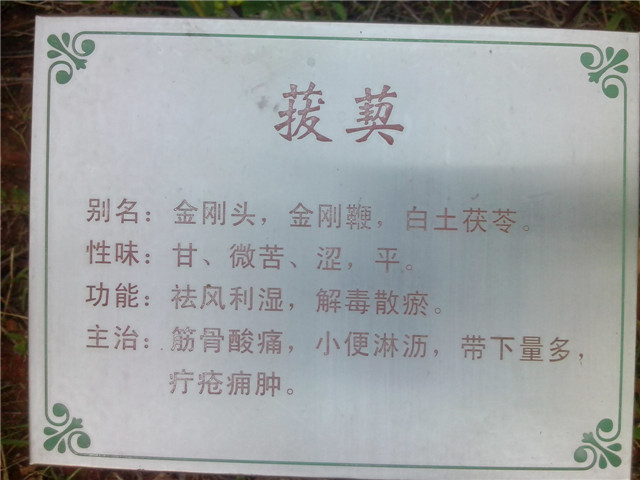 菝葜
别名：金刚头，金刚鞭，白土茯苓。
性味：甘、微苦、涩，平。
功能：祛风利湿，解毒散瘀。
主治：筋骨酸痛，小便淋沥，带下量多，
疔疮痈肿。